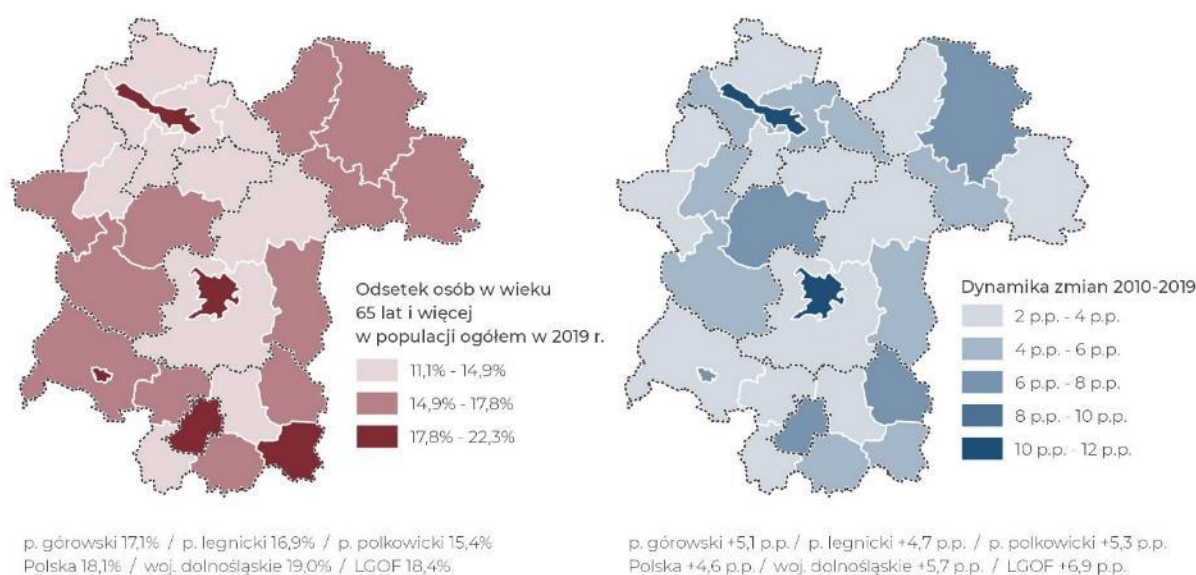 Odsetek osób w wieku
65 lat i więcej
w populacji ogółem w 2019 r.
11,1% - 14,9%
14,9% - 17,8%
17,8% - 22,3%
p. górowski 17,1% / p. legnicki 16,9% / p. polkowicki 15,4%
Polska 18,1% / woj. dolnośląskie 19,0% / LGOF 18,4%
Dynamika zmian 2010-2019
2 p.p. - 4 p.p.
4 p.p. - 6 p.p.
6 p.p. - 8 p.p.
8 p.p. - 10 p.p.
10 p.p. - 12 p.p.
p. górowski +5,1 p.p. / p. legnicki +4,7 p.p. / p. polkowicki +5,3 p.p.
Polska +4,6 p.p. / woj. dolnośląskie +5,7 p.p. / LGOF +6,9 p.p.